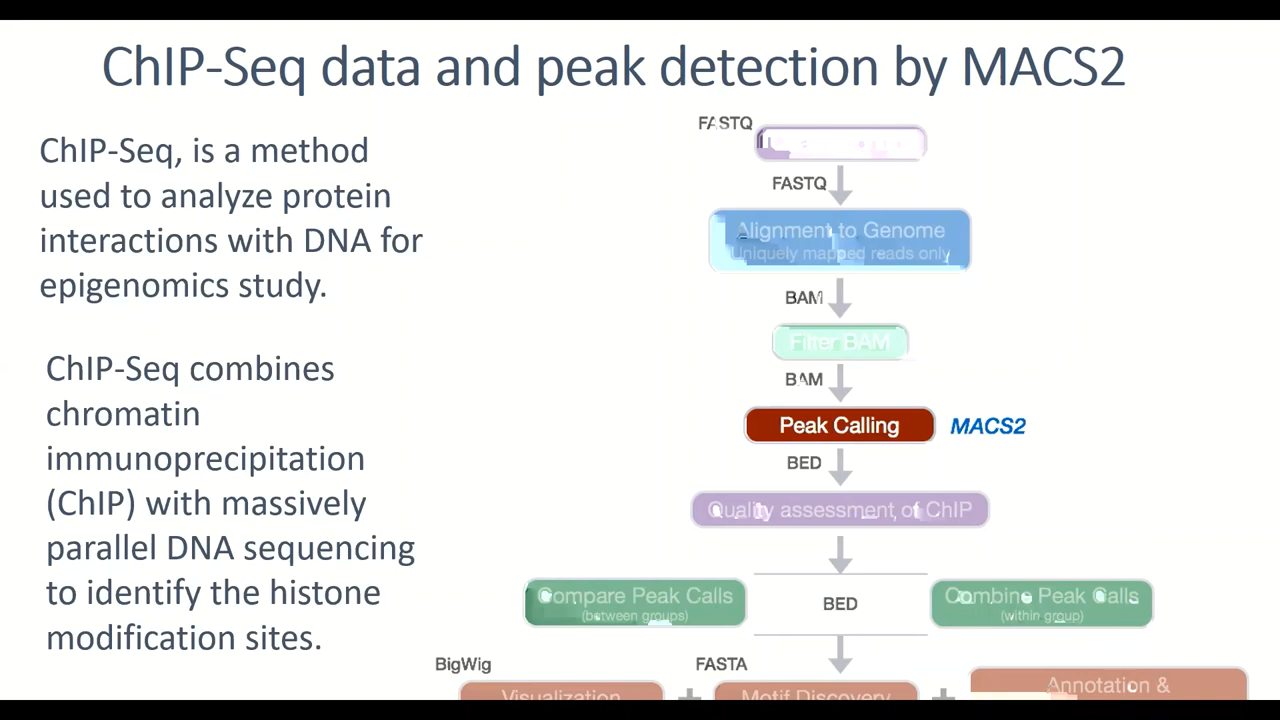 ChIP-Seq data and peak detection by MACS2
ChIP-Seq, is a method
used to analyze protein
interactions with DNA for
epigenomics study.
ChIP-Seq combines
chromatin
immunoprecipitation
(ChIP) with massively
parallel DNA sequencing
to identify the histone
modification sites.
FASTQ
FASTQ
Alignment to Genome
Uniquely mapped reads only
BAM
Filter BAM
BAM
Peak Calling
MACS2
BED
Quality assessment of ChIP
Compare Peak Calls
(between groups)
BED
Combine Peak Calls
(within group)
BigWig
FASTA
Visualization
+
Motif Discovery
+
Annotation &